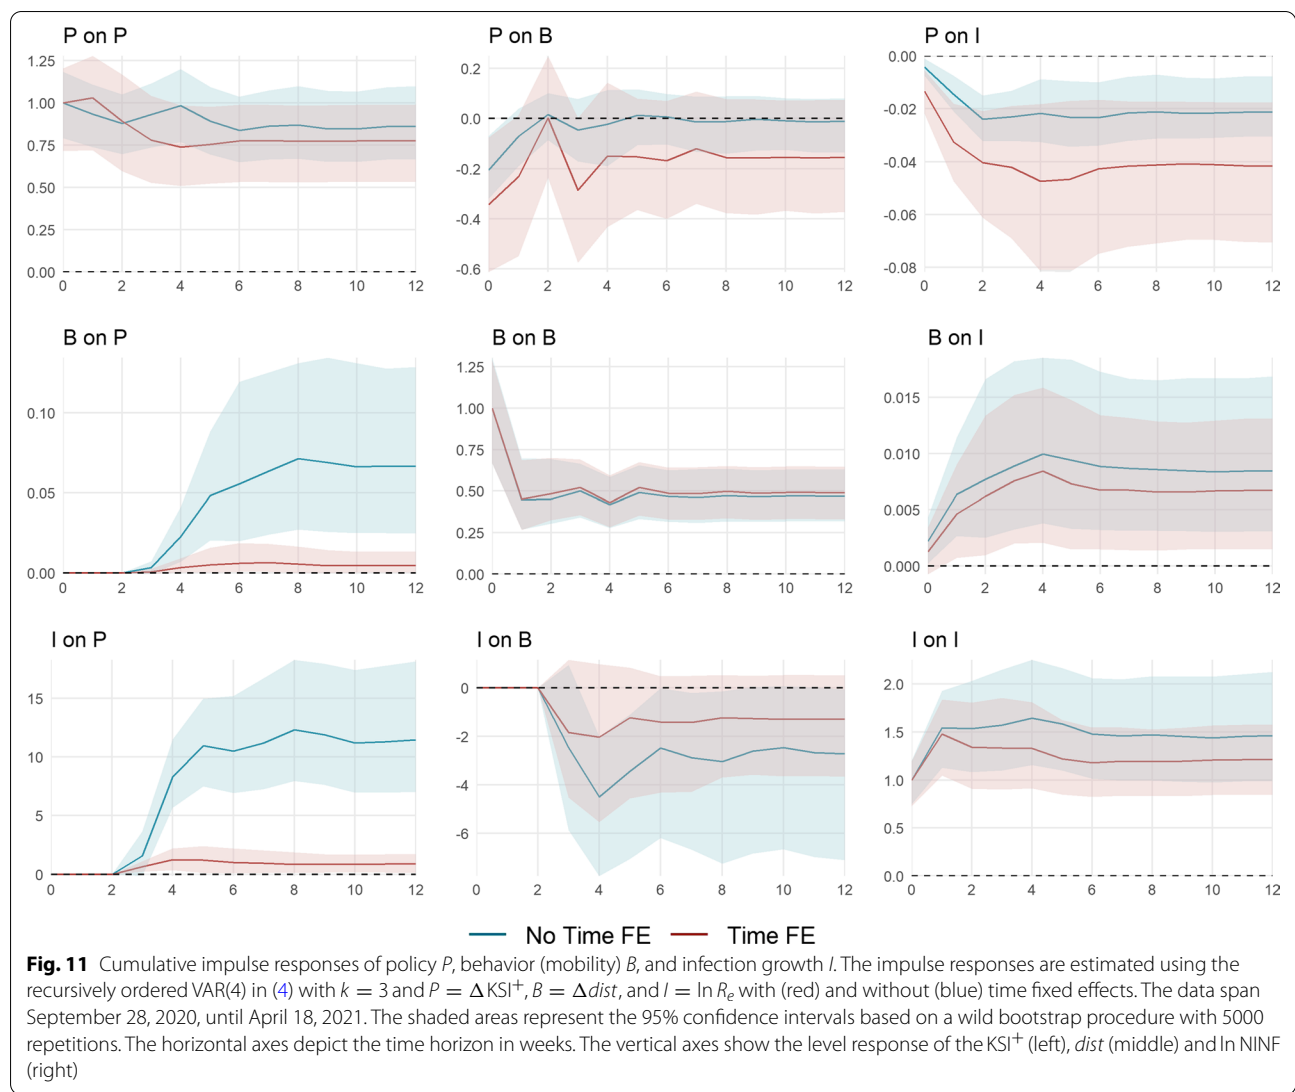 P on P
P on B
P on I
1.25
1.00
0.75
0.50
0.25
0.00
0 2 4 6 8 10 12
0.2
0.0
-0.2
-0.4
-0.6
0 2 4 6 8 10 12
0.00
-0.02
-0.04
-0.06
-0.08
0 2 4 6 8 10 12
B on P
B on B
B on I
0.10
0.05
0.00
0 2 4 6 8 10 12
1.25
1.00
0.75
0.50
0.25
0.00
0 2 4 6 8 10 12
0.015
0.010
0.005
0.000
0 2 4 6 8 10 12
I on P
I on B
I on I
15
10
5
0
0 2 4 6 8 10 12
0
-2
-4
-6
0 2 4 6 8 10 12
2.0
1.5
1.0
0.5
0.0
0 2 4 6 8 10 12
No Time FE Time FE
Fig. 11 Cumulative impulse responses of policy P, behavior (mobility) B, and infection growth I. The impulse responses are estimated using the
recursively ordered VAR(4) in (4) with k = 3 and P = ΔKSI⁺, B = Δdist, and I = ln Rₑ with (red) and without (blue) time fixed effects. The data span
September 28, 2020, until April 18, 2021. The shaded areas represent the 95% confidence intervals based on a wild bootstrap procedure with 5000
repetitions. The horizontal axes depict the time horizon in weeks. The vertical axes show the level response of the KSI⁺ (left), dist (middle) and ln NINF
(right)